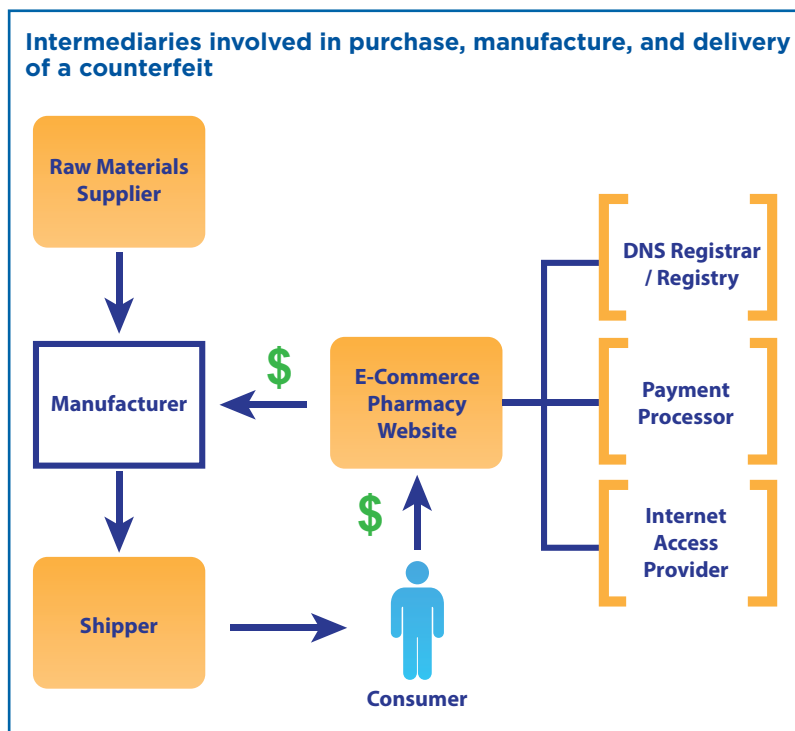 Intermediaries involved in purchase, manufacture, and delivery
of a counterfeit
Raw Materials
Supplier
DNS Registrar
/ Registry
$
Manufacturer
E-Commerce
Pharmacy
Website
Payment
Processor
$
Internet
Access
Provider
Shipper
Consumer